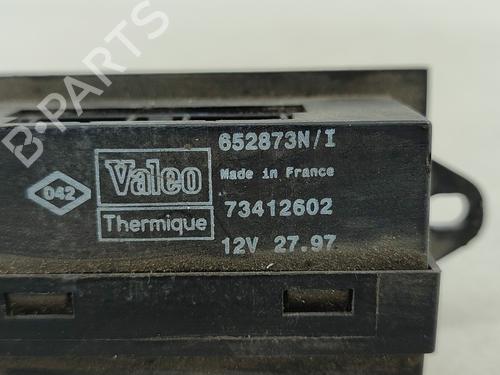 B-Parts
652873N/I
042
Valeo
Made in France
Thermique
73412602
12V 27.97